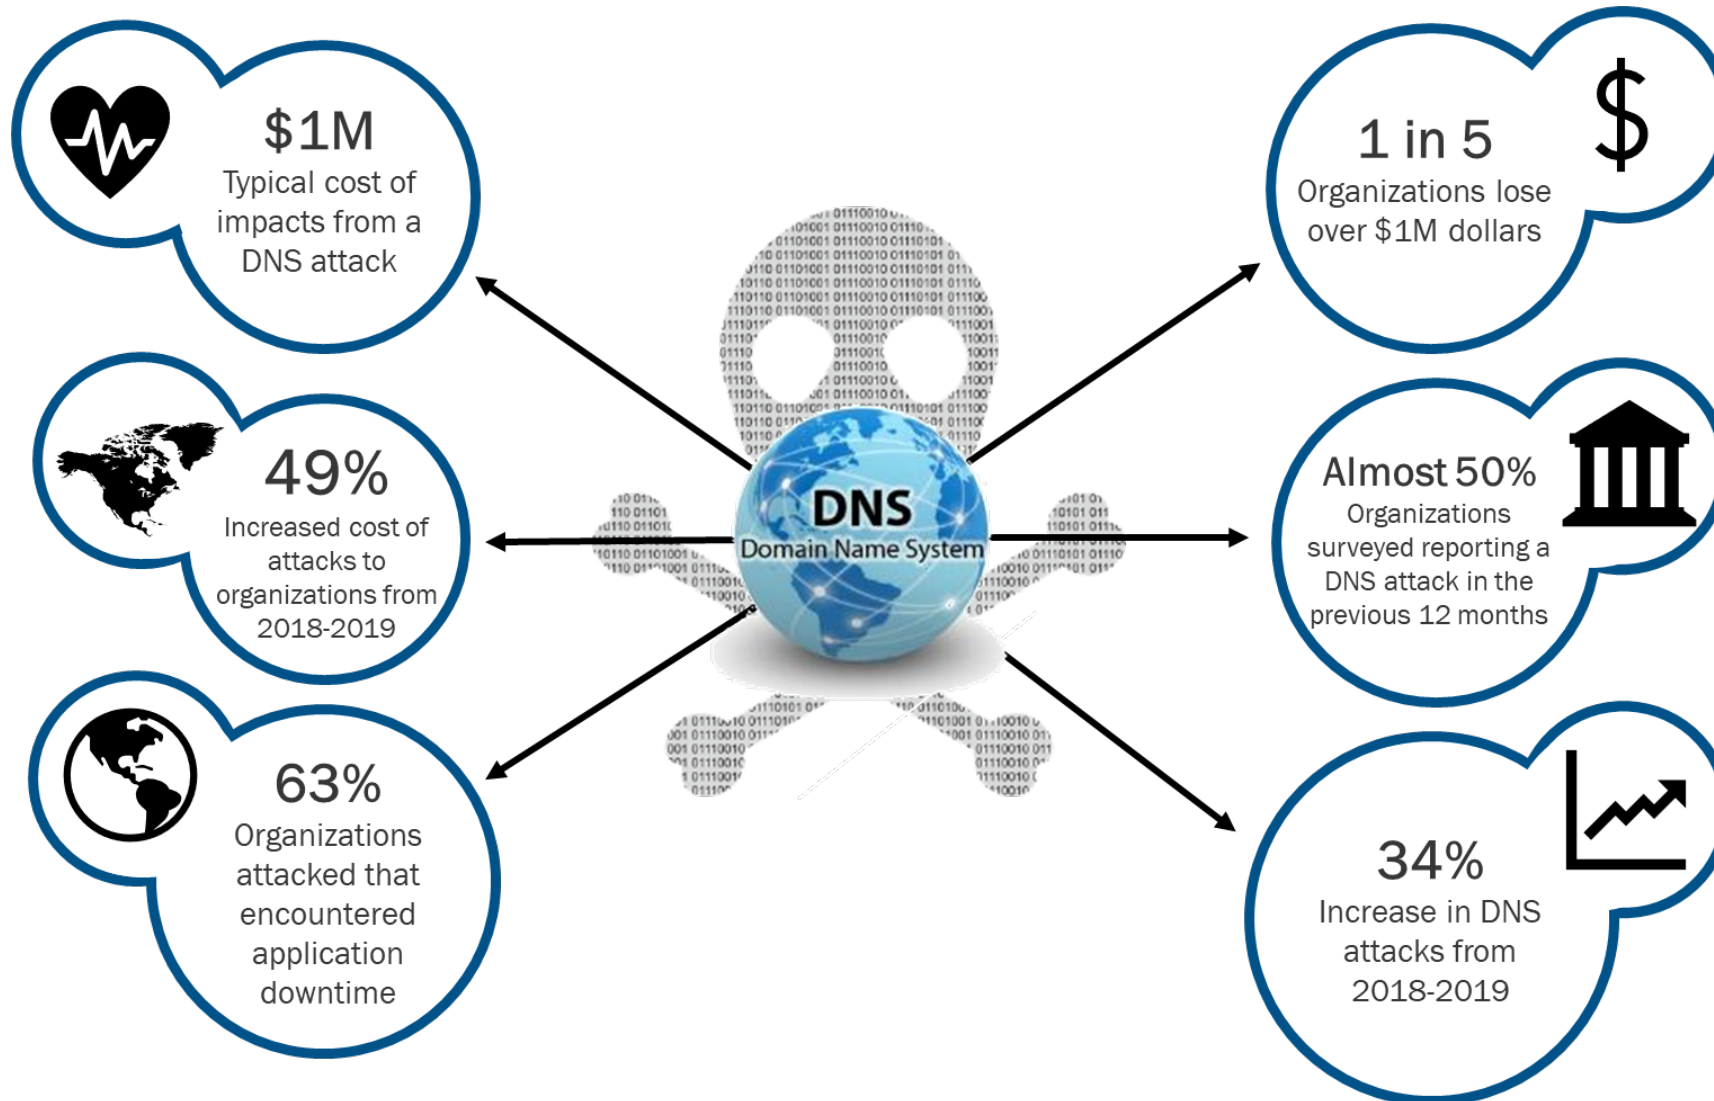 $1M
Typical cost of
impacts from a
DNS attack
49%
Increased cost of
attacks to
organizations from
2018-2019
63%
Organizations
attacked that
encountered
application
downtime
DNS
Domain Name System
1 in 5
Organizations lose
over $1M dollars
Almost 50%
Organizations
surveyed reporting a
DNS attack in the
previous 12 months
34%
Increase in DNS
attacks from
2018-2019